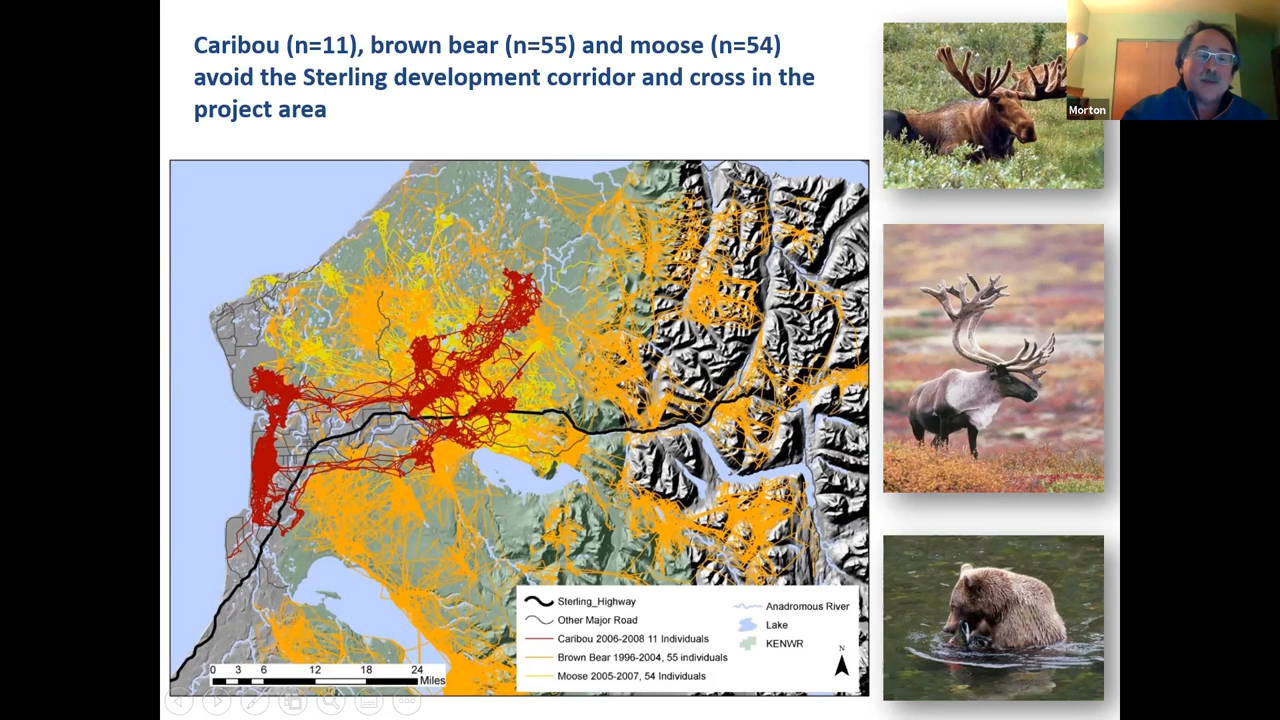 Caribou (n=11), brown bear (n=55) and moose (n=54)
avoid the Sterling development corridor and cross in the
project area
Morton
Sterling_Highway
Other Major Road
Caribou 2006-2008 11 Individuals
Brown Bear 1996-2004, 55 individuals
Moose 2005-2007, 54 Individuals
Anadromous River
Lake
KENWR
N
0 3 6 12 18 24
Miles